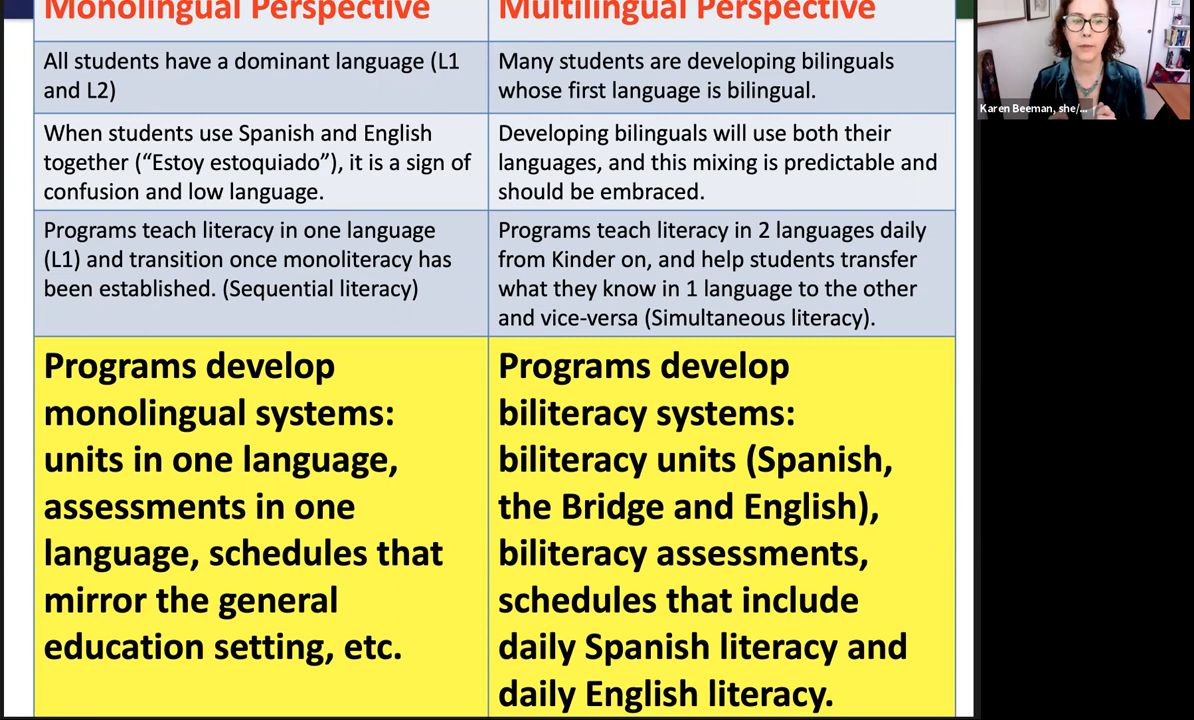 Monolingual Perspective
Multilingual Perspective
All students have a dominant language (L1
and L2)
Many students are developing bilinguals
whose first language is bilingual.
When students use Spanish and English
together (“Estoy estoquiado”), it is a sign of
confusion and low language.
Developing bilinguals will use both their
languages, and this mixing is predictable and
should be embraced.
Programs teach literacy in one language
(L1) and transition once monoliteracy has
been established. (Sequential literacy)
Programs teach literacy in 2 languages daily
from Kinder on, and help students transfer
what they know in 1 language to the other
and vice-versa (Simultaneous literacy).
Programs develop
monolingual systems:
units in one language,
assessments in one
language, schedules that
mirror the general
education setting, etc.
Programs develop
biliteracy systems:
biliteracy units (Spanish,
the Bridge and English),
biliteracy assessments,
schedules that include
daily Spanish literacy and
daily English literacy.
Karen Beeman, she/...